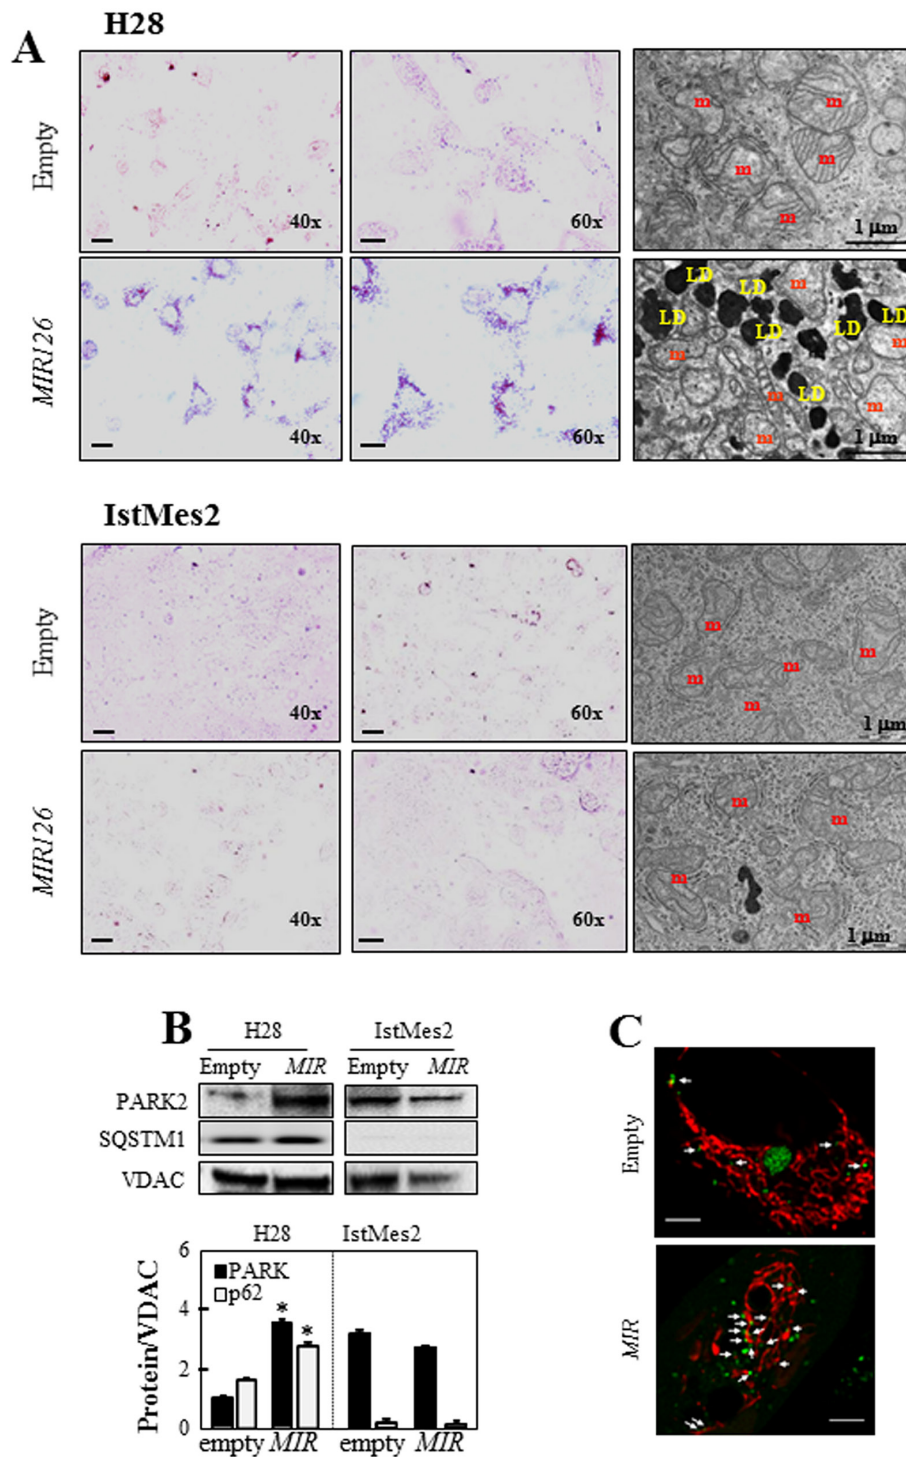 A
H28
Empty
40x
60x
m
m
m
m
m
1 µm
MIR126
40x
60x
LD
LD
m
LD
LD
LD
LD
m
m
LD
m
m
m
1 µm
IstMes2
Empty
40x
60x
m
m
m
m
m
1 µm
MIR126
40x
60x
m
m
m
m
1 µm
B
H28 IstMes2
Empty MIR Empty MIR
PARK2
SQSTM1
VDAC
H28 IstMes2
Protein/VDAC
6
4
2
0
PARK
p62
*
*
empty MIR empty MIR
C
Empty
MIR